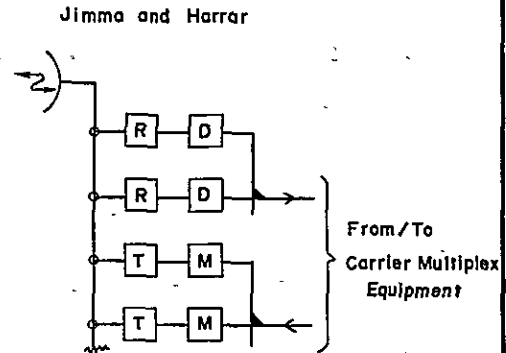 Jimma and Harrar
R D
R D
From/To
Carrier Multiplex
Equipment
T M
T M